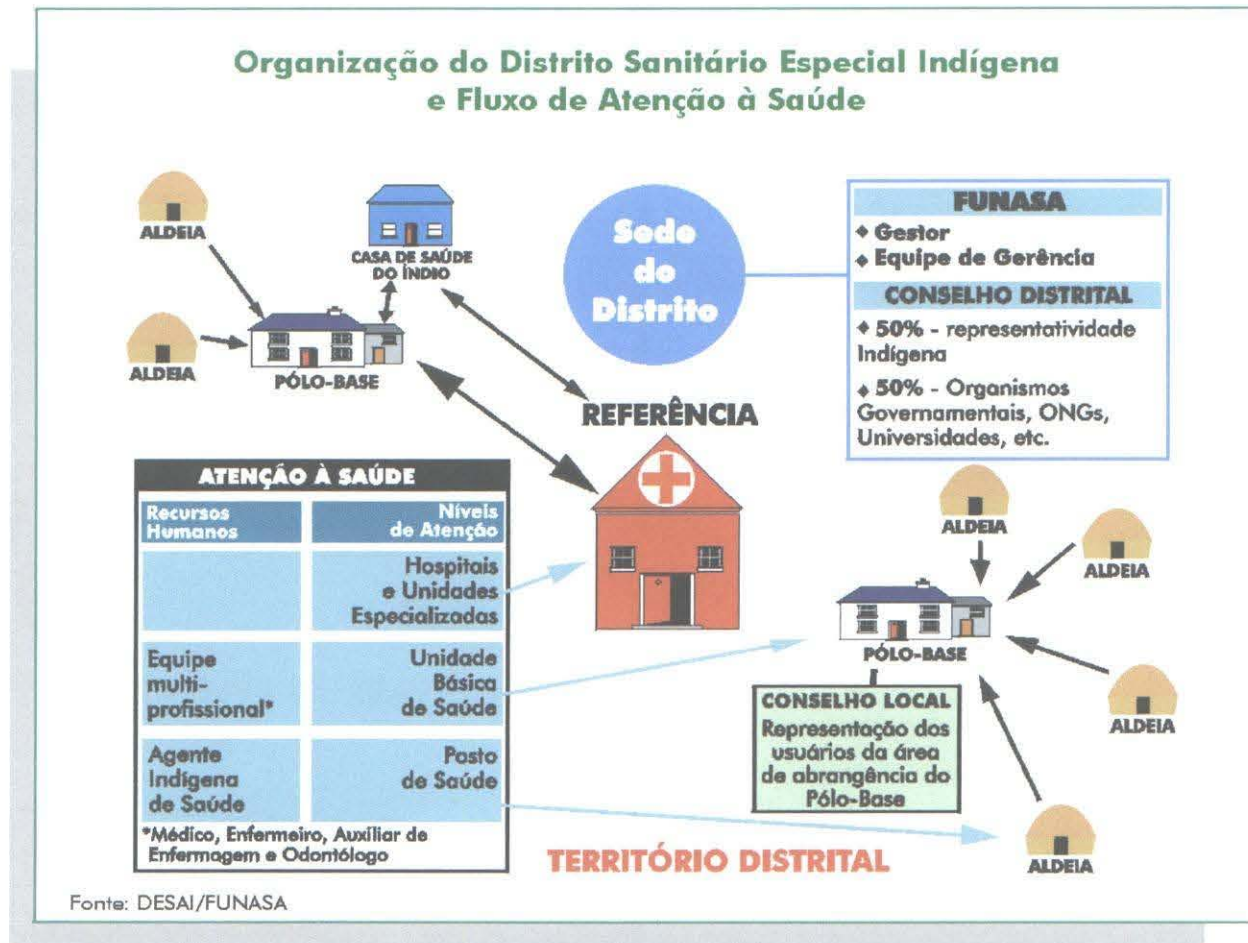 Organização do Distrito Sanitário Especial Indígena
e Fluxo de Atenção à Saúde
ALDEIA
CASA DE SAÚDE
DO ÍNDIO
ALDEIA
PÓLO-BASE
Sede
do
Distrito
FUNASA
◆ Gestor
◆ Equipe de Gerência
CONSELHO DISTRITAL
◆ 50% - representatividade
Indígena
◆ 50% - Organismos
Governamentais, ONGs,
Universidades, etc.
REFERÊNCIA
ATENÇÃO À SAÚDE
Recursos
Humanos
Níveis
de Atenção
Hospitais
e Unidades
Especializadas
Equipe
multi-
profissional*
Unidade
Básica
de Saúde
Agente
Indígena
de Saúde
Posto
de Saúde
*Médico, Enfermeiro, Auxiliar de
Enfermagem e Odontólogo
ALDEIA
ALDEIA
PÓLO-BASE
ALDEIA
CONSELHO LOCAL
Representação dos
usuários da área
de abrangência do
Pólo-Base
ALDEIA
TERRITÓRIO DISTRITAL
Fonte: DESAI/FUNASA